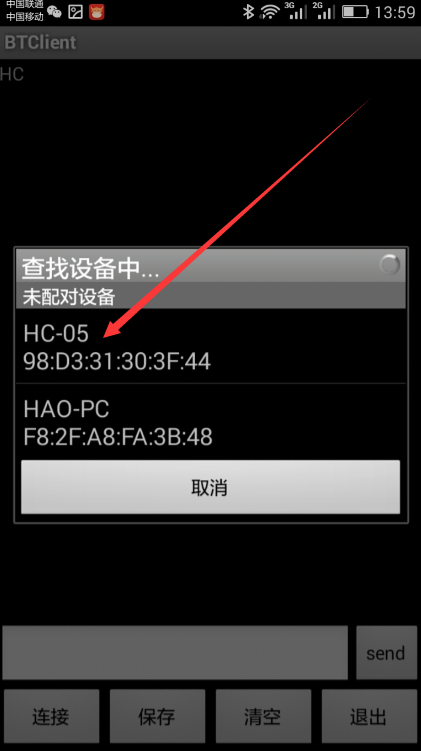 中国联通
中国移动
3G
2G
13:59
BTClient
HC
查找设备中...
未配对设备
HC-05
98:D3:31:30:3F:44
HAO-PC
F8:2F:A8:FA:3B:48
取消
send
连接
保存
清空
退出